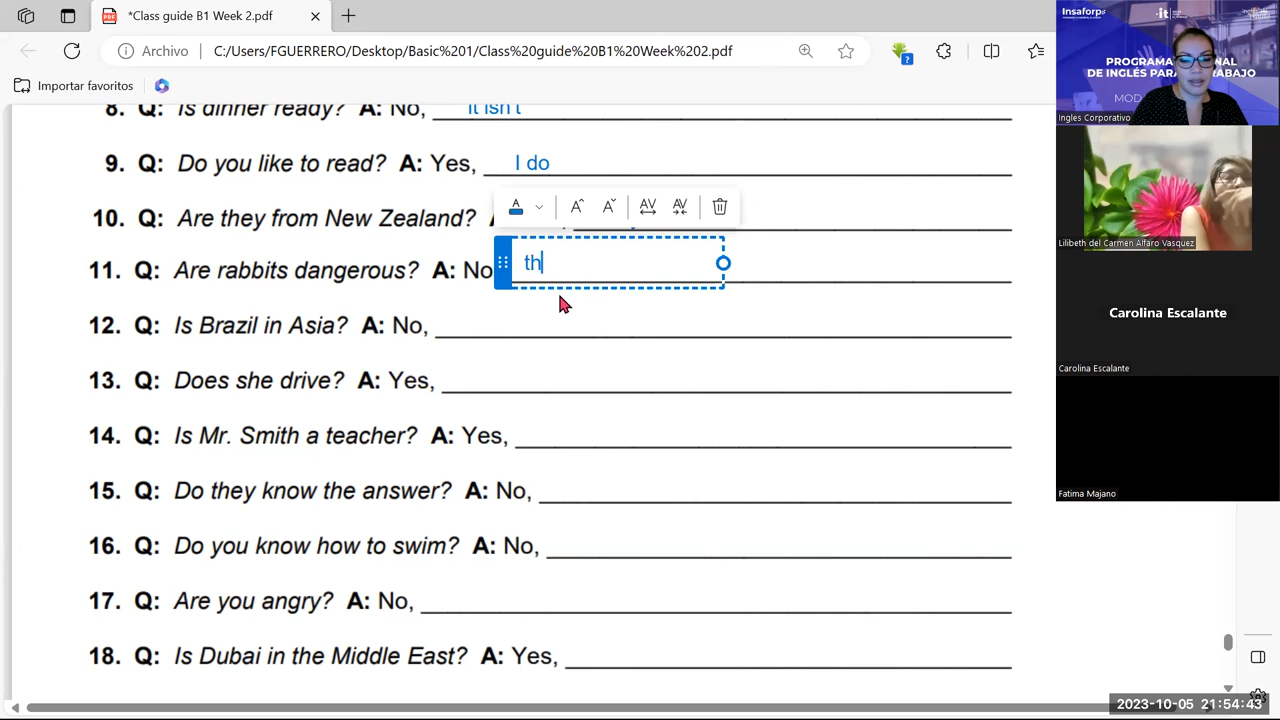 *Class guide B1 Week 2.pdf
Archivo
C:/Users/FGUERRERO/Desktop/Basic%201/Class%20guide%20B1%20Week%202.pdf
Importar favoritos
8. Q: Is dinner ready? A: No, it isn't
9. Q: Do you like to read? A: Yes, I do
10. Q: Are they from New Zealand?
11. Q: Are rabbits dangerous? A: No th
12. Q: Is Brazil in Asia? A: No,
13. Q: Does she drive? A: Yes,
14. Q: Is Mr. Smith a teacher? A: Yes,
15. Q: Do they know the answer? A: No,
16. Q: Do you know how to swim? A: No,
17. Q: Are you angry? A: No,
18. Q: Is Dubai in the Middle East? A: Yes,
Insaforp
PROGRAMA NAL
DE INGLÉS PARA TRABAJO
MOD
Ingles Corporativo
Lilibeth del Carmen Alfaro Vasquez
Carolina Escalante
Carolina Escalante
Fatima Majano
2023-10-05 21:54:43